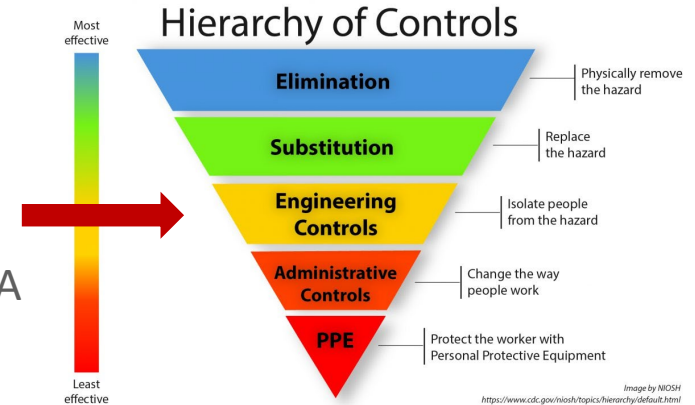 Hierarchy of Controls
Most
effective
Elimination
Physically remove
the hazard
Substitution
Replace
the hazard
Engineering
Controls
Isolate people
from the hazard
A
Administrative
Controls
Change the way
people work
PPE
Protect the worker with
Personal Protective Equipment
Least
effective
Image by NIOSH
https://www.cdc.gov/niosh/topics/hierarchy/default.html